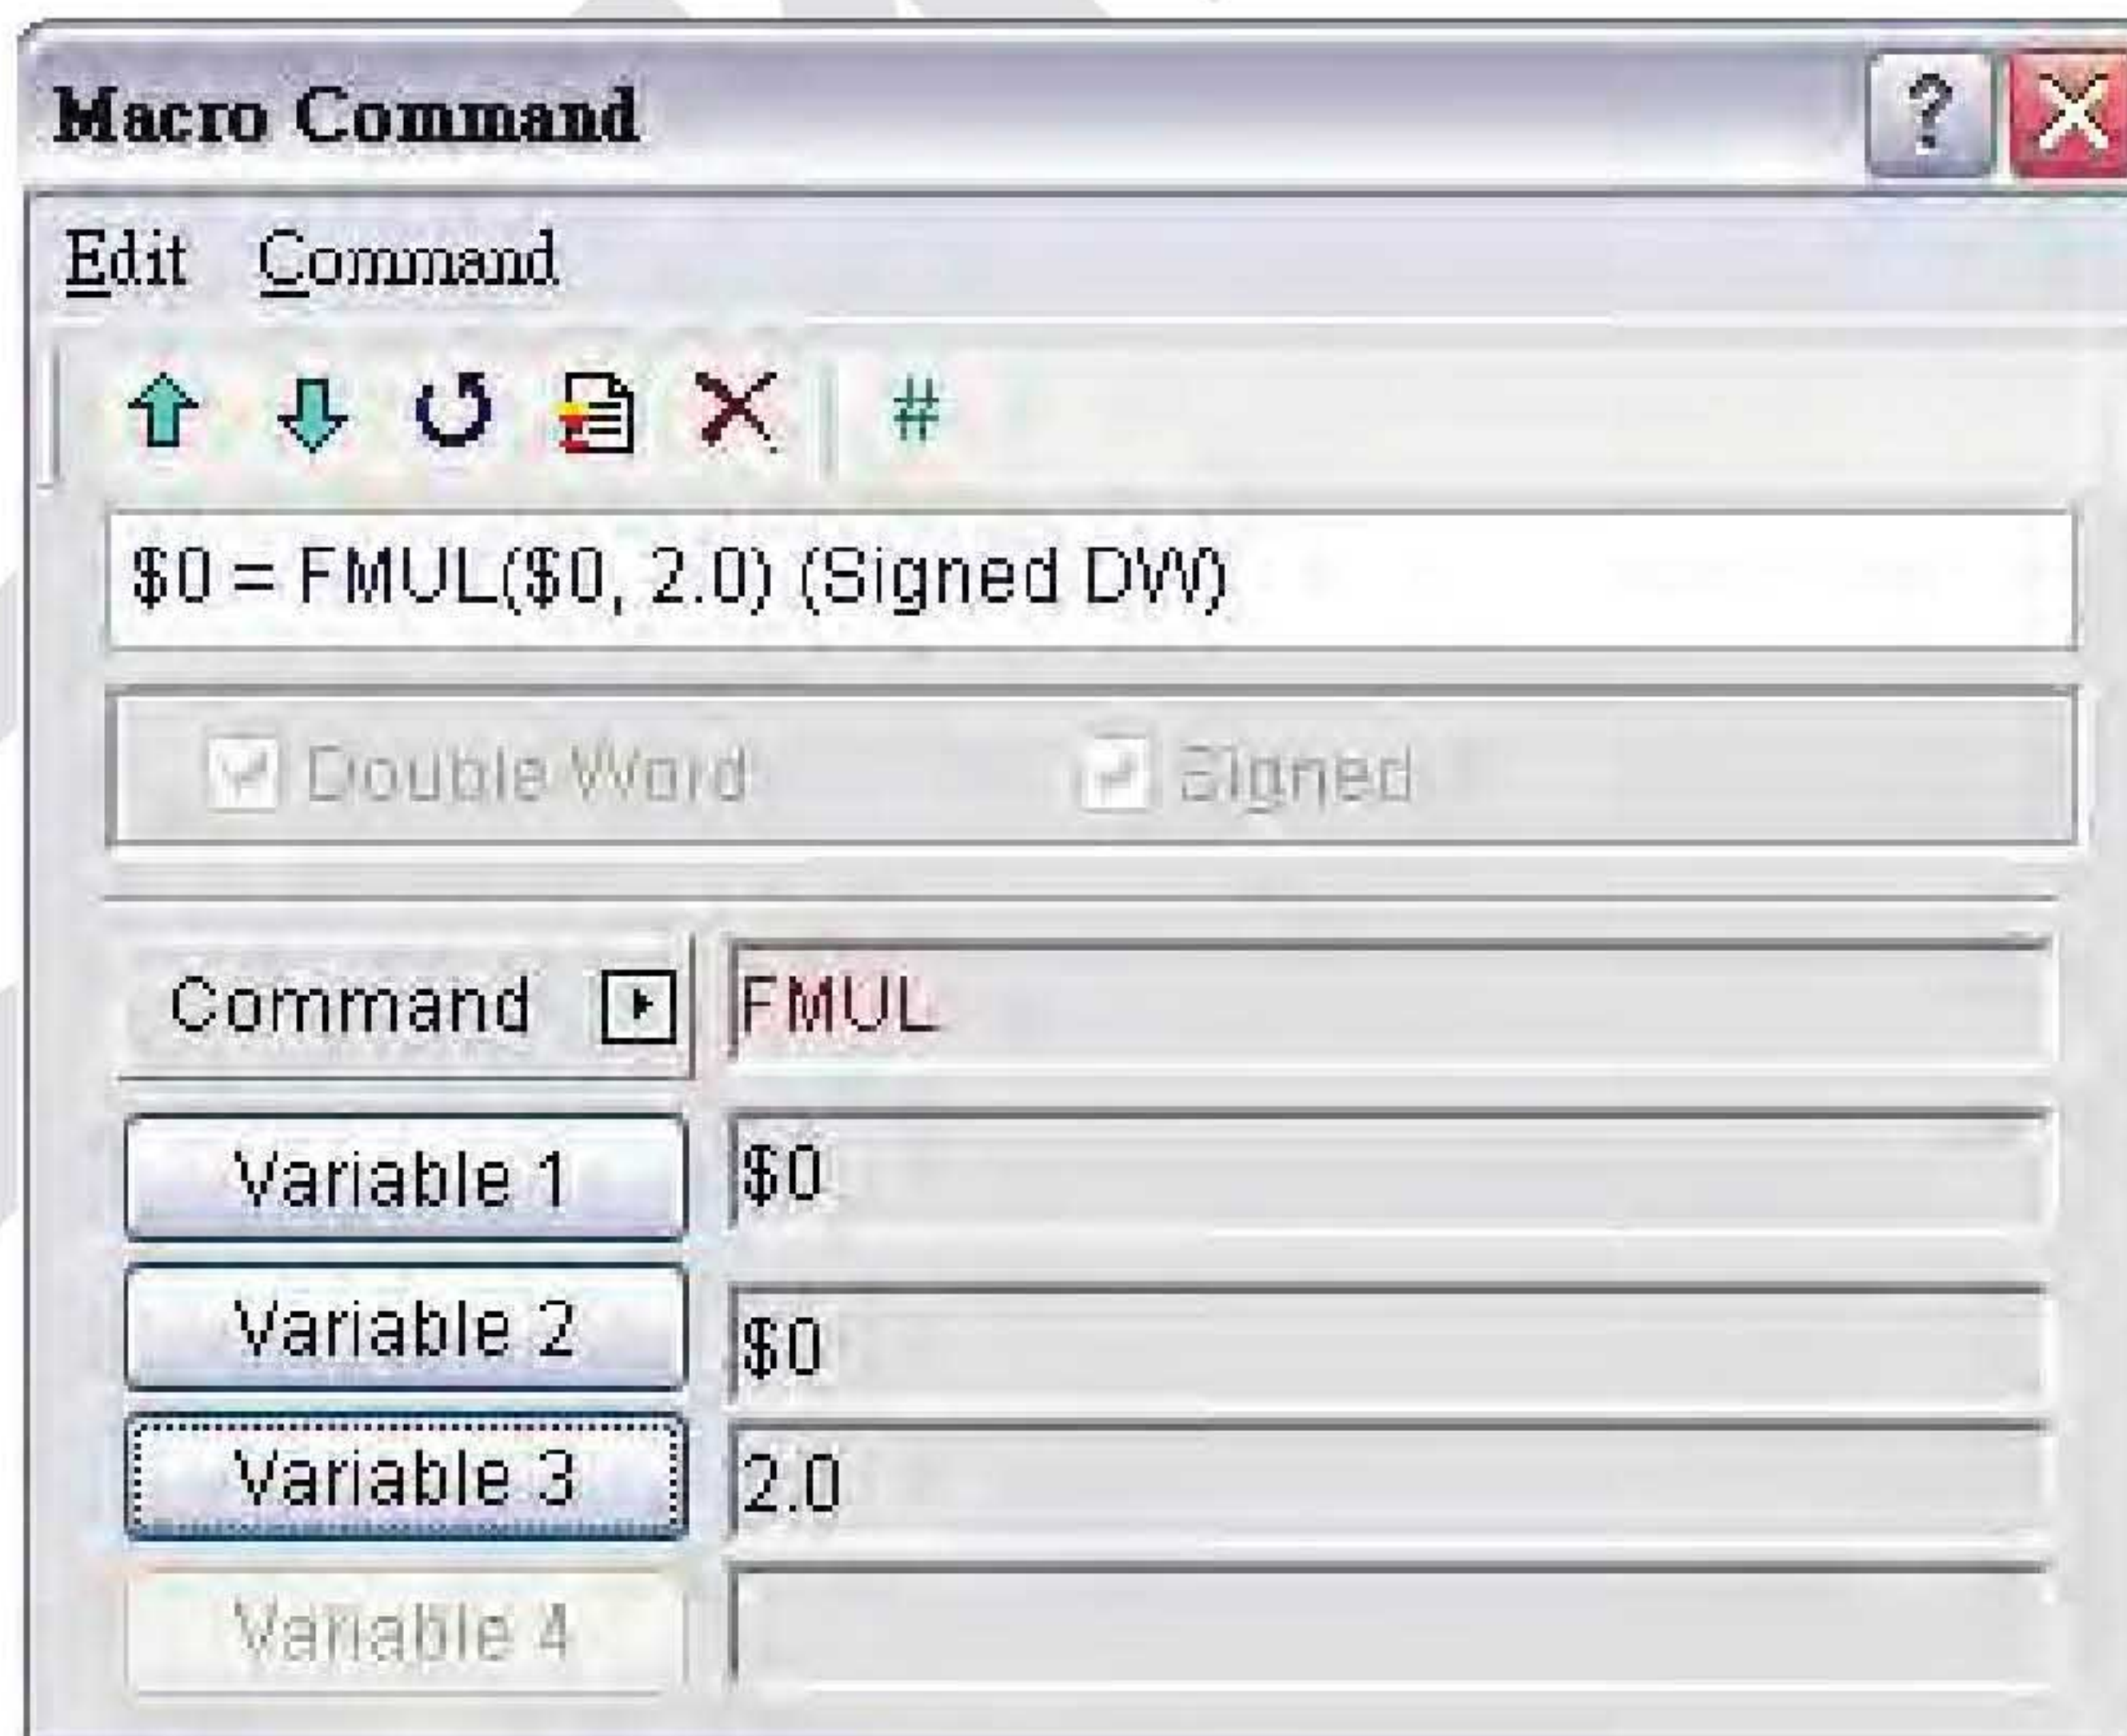 Macro Command ?
Edit Command
#
$0 = FMUL($0, 2.0) (Signed DW)
Double Word Signed
Command FMUL
Variable 1 $0
Variable 2 $0
Variable 3 2.0
Variable 4